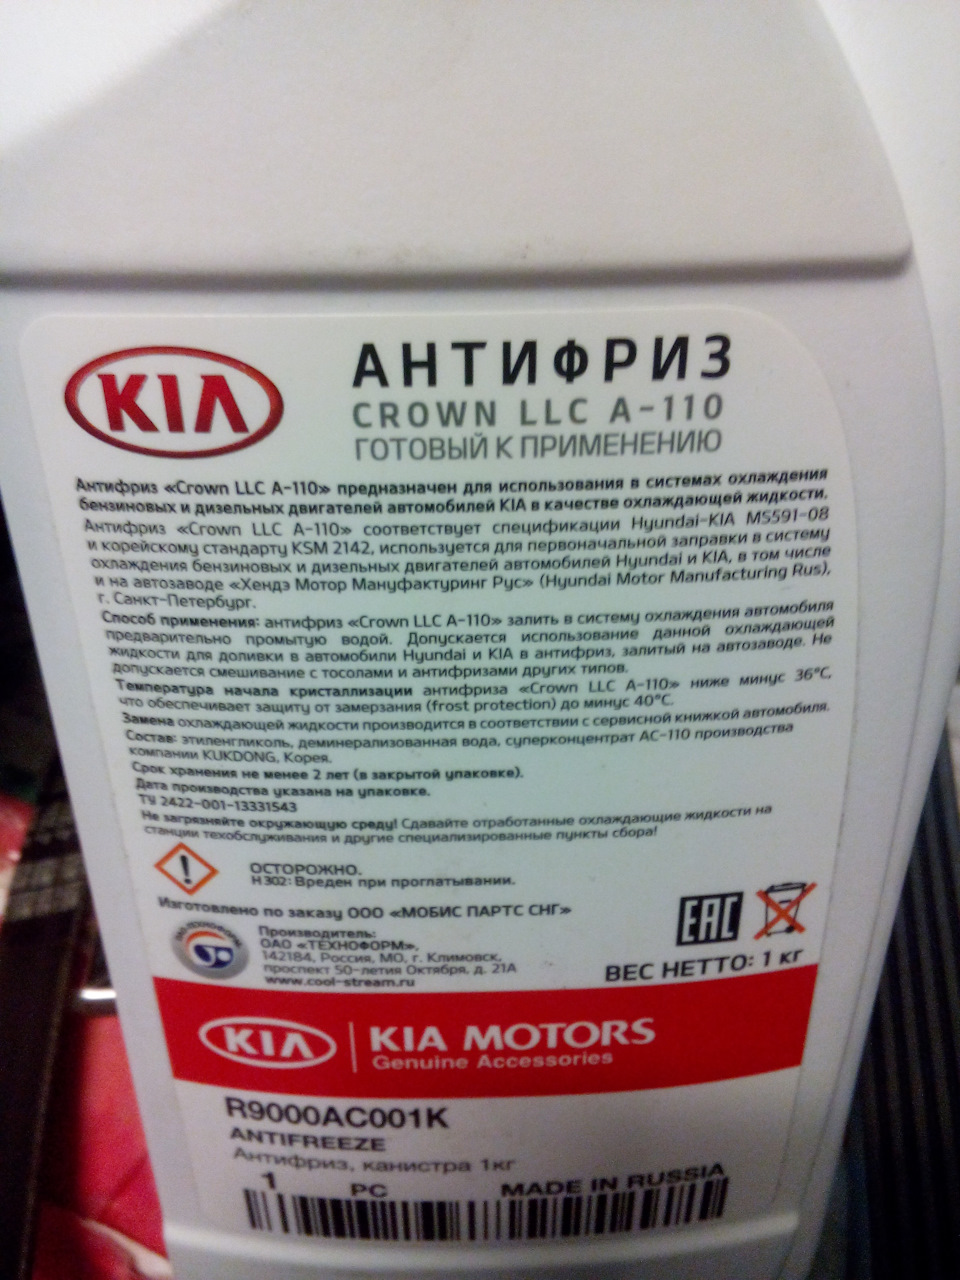 KIA
АНТИФРИЗ
CROWN LLC A-110
ГОТОВЫЙ К ПРИМЕНЕНИЮ
Антифриз «Crown LLC A-110» предназначен для использования в системах охлаждения
бензиновых и дизельных двигателей автомобилей KIA в качестве охлаждающей жидкости.
Антифриз «Crown LLC A-110» соответствует спецификации Hyundai-KIA MS591-08
и корейскому стандарту KSM 2142, используется для первоначальной заправки в систему
охлаждения бензиновых и дизельных двигателей автомобилей Hyundai и KIA, в том числе
и на автозаводе «Хендэ Мотор Мануфактуринг Рус» (Hyundai Motor Manufacturing Rus),
г. Санкт-Петербург.
Способ применения: антифриз «Crown LLC A-110» залить в систему охлаждения автомобиля
предварительно промытую водой. Допускается использование данной охлаждающей
жидкости для доливки в автомобили Hyundai и KIA в антифриз, залитый на автозаводе. Не
допускается смешивание с тосолами и антифризами других типов.
Температура начала кристаллизации антифриза «Crown LLC A-110» ниже минус 36°C,
что обеспечивает защиту от замерзания (frost protection) до минус 40°C.
Замена охлаждающей жидкости производится в соответствии с сервисной книжкой автомобиля.
Состав: этиленгликоль, деминерализованная вода, суперконцентрат AC-110 производства
компании KUKDONG, Корея.
Срок хранения не менее 2 лет (в закрытой упаковке).
Дата производства указана на упаковке.
ТУ 2422-001-13331543
Не загрязняйте окружающую среду! Сдавайте отработанные охлаждающие жидкости на
станции техобслуживания и другие специализированные пункты сбора!
ОСТОРОЖНО.
H302: Вреден при проглатывании.
Изготовлено по заказу ООО «МОБИС ПАРТС СНГ»
EAC
ОАО «ТЕХНОФОРМ»
Производитель:
ОАО «ТЕХНОФОРМ»,
142184, Россия, МО, г. Климовск,
проспект 50-летия Октября, д. 21А
www.cool-stream.ru
ВЕС НЕТТО: 1 кг
KIA
KIA MOTORS
Genuine Accessories
R9000AC001K
ANTIFREEZE
Антифриз, канистра 1кг
1 PC MADE IN RUSSIA